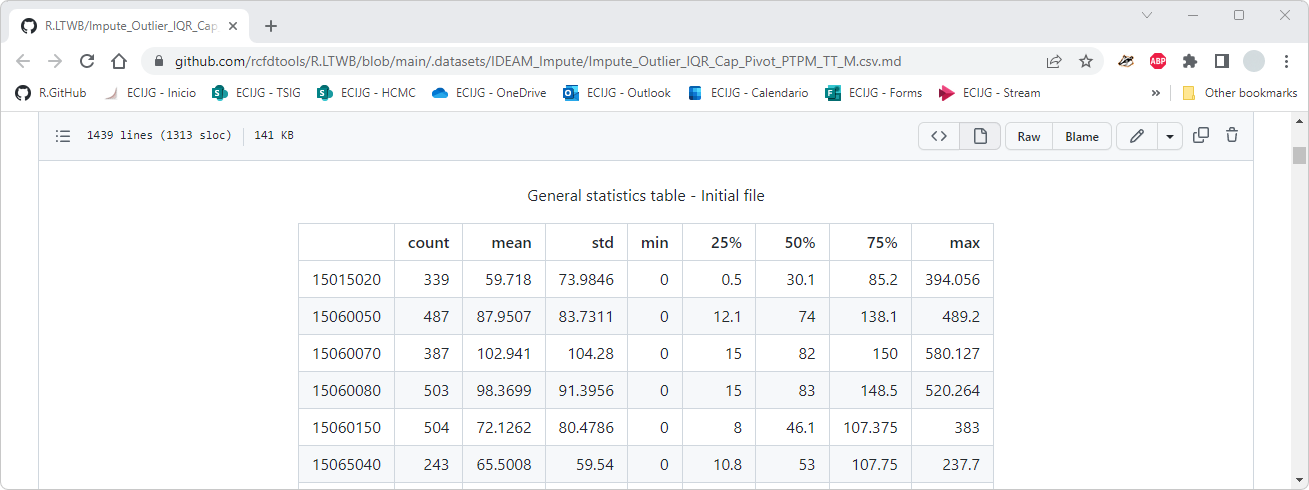 R.LTWB/Impute_Outlier_IQR_Cap
github.com/rcfdtools/R.LTWB/blob/main/.datasets/IDEAM_Impute/Impute_Outlier_IQR_Cap_Pivot_PTPM_TT_M.csv.md
ABP
R.GitHub ECIJG - Inicio ECIJG - TSIG ECIJG - HCMC ECIJG - OneDrive ECIJG - Outlook ECIJG - Calendario ECIJG - Forms ECIJG - Stream » Other bookmarks
1439 lines (1313 sloc) 141 KB <> Raw Blame
General statistics table - Initial file
count mean std min 25% 50% 75% max
15015020 339 59.718 73.9846 0 0.5 30.1 85.2 394.056
15060050 487 87.9507 83.7311 0 12.1 74 138.1 489.2
15060070 387 102.941 104.28 0 15 82 150 580.127
15060080 503 98.3699 91.3956 0 15 83 148.5 520.264
15060150 504 72.1262 80.4786 0 8 46.1 107.375 383
15065040 243 65.5008 59.54 0 10.8 53 107.75 237.7